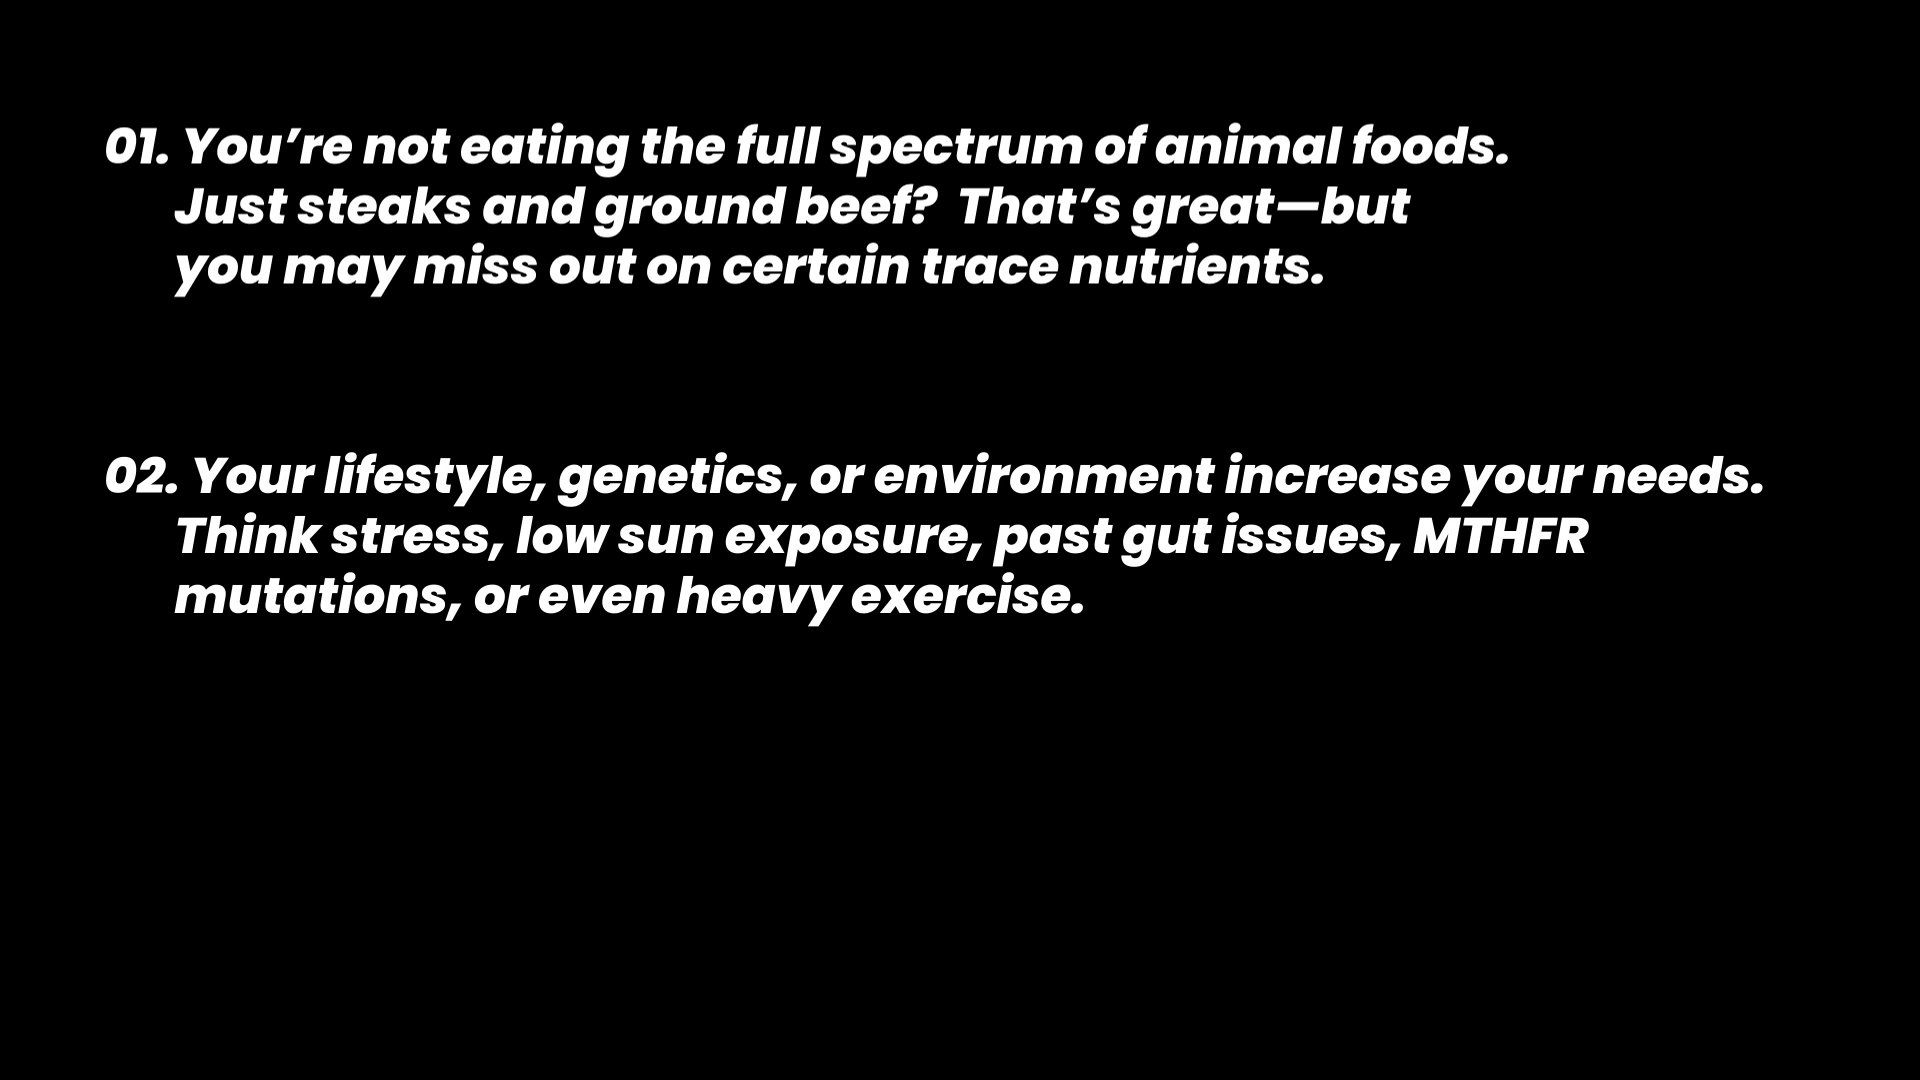 01. You’re not eating the full spectrum of animal foods.
Just steaks and ground beef?  That’s great—but
you may miss out on certain trace nutrients.
02. Your lifestyle, genetics, or environment increase your needs.
Think stress, low sun exposure, past gut issues, MTHFR
mutations, or even heavy exercise.